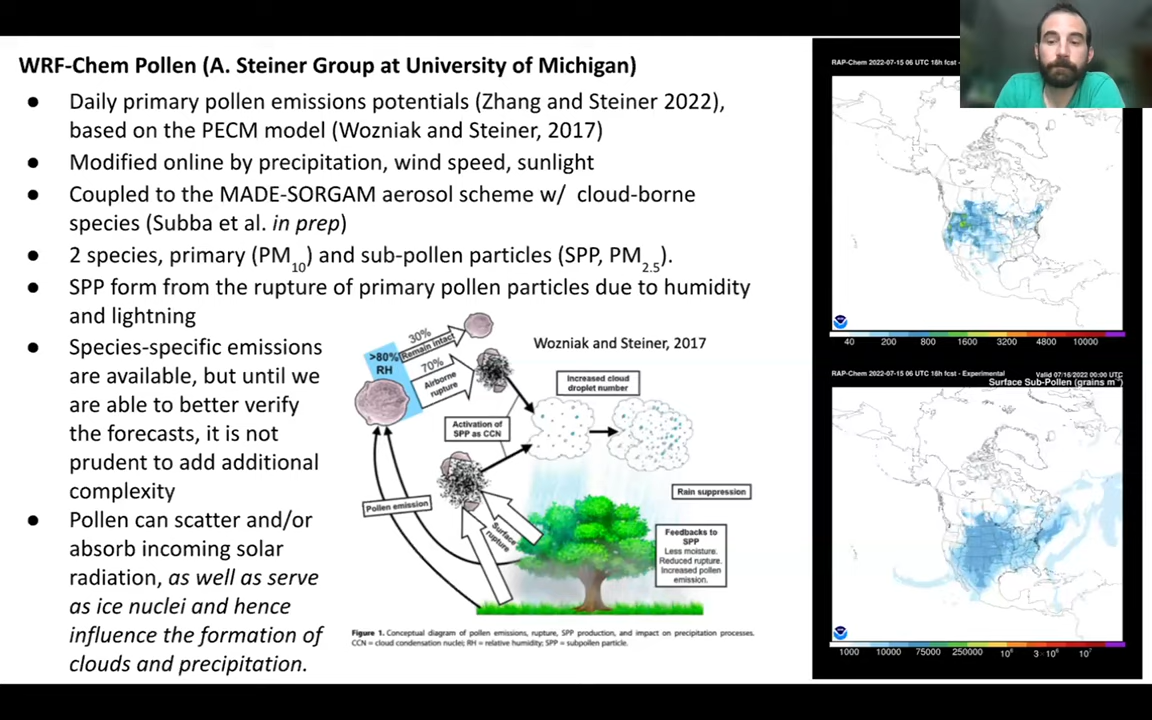 WRF-Chem Pollen (A. Steiner Group at University of Michigan)
● Daily primary pollen emissions potentials (Zhang and Steiner 2022),
based on the PECM model (Wozniak and Steiner, 2017)
● Modified online by precipitation, wind speed, sunlight
● Coupled to the MADE-SORGAM aerosol scheme w/ cloud-borne
species (Subba et al. in prep)
● 2 species, primary (PM10) and sub-pollen particles (SPP, PM2.5).
● SPP form from the rupture of primary pollen particles due to humidity
and lightning
● Species-specific emissions
are available, but until we
are able to better verify
the forecasts, it is not
prudent to add additional
complexity
● Pollen can scatter and/or
absorb incoming solar
radiation, as well as serve
as ice nuclei and hence
influence the formation of
clouds and precipitation.
Wozniak and Steiner, 2017
>80%
RH
30%
Remain intact
70%
Airborne
rupture
Increased cloud
droplet number
Activation of
SPP as CCN
Pollen emission
Surface
rupture
Rain suppression
Feedbacks to
SPP
Less moisture.
Reduced rupture.
Increased pollen
emission.
Figure 1. Conceptual diagram of pollen emissions, rupture, SPP production, and impact on precipitation processes.
CCN = cloud condensation nuclei; RH = relative humidity; SPP = subpollen particle.
RAP-Chem 2022-07-15 06 UTC 18h fcst -
40 200 800 1600 3200 4800 10000
RAP-Chem 2022-07-15 06 UTC 18h fcst - Experimental
Valid 07/16/2022 00:00 UTC
Surface Sub-Pollen (grains m⁻³)
1000 10000 75000 250000 10⁶ 3·10⁶ 10⁷